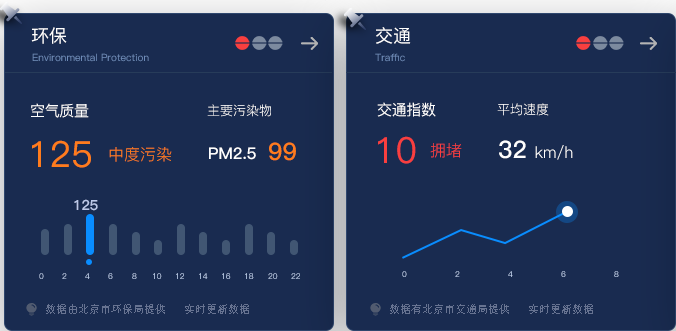 环保
Environmental Protection
空气质量
主要污染物
125
中度污染
PM2.5
99
125
0 2 4 6 8 10 12 14 16 18 20 22
数据由北京市环保局提供 实时更新数据
交通
Traffic
交通指数
平均速度
10
拥堵
32 km/h
0 2 4 6 8
数据有北京市交通局提供 实时更新数据